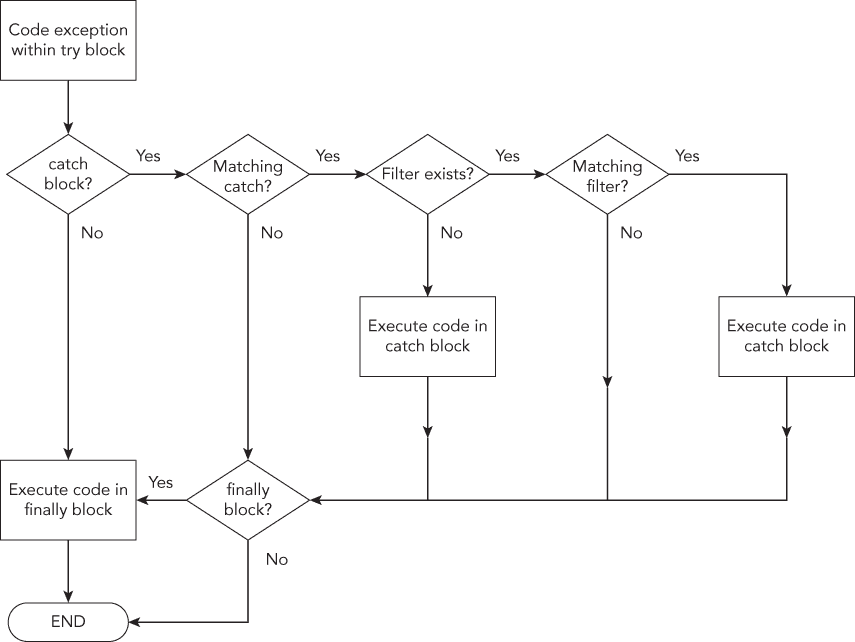 Code exception
within try block
catch
block?
Yes
Matching
catch?
Yes
Filter exists?
Yes
Matching
filter?
Yes
No
No
No
No
Execute code in
catch block
Execute code in
catch block
Execute code in
finally block
Yes
finally
block?
No
END